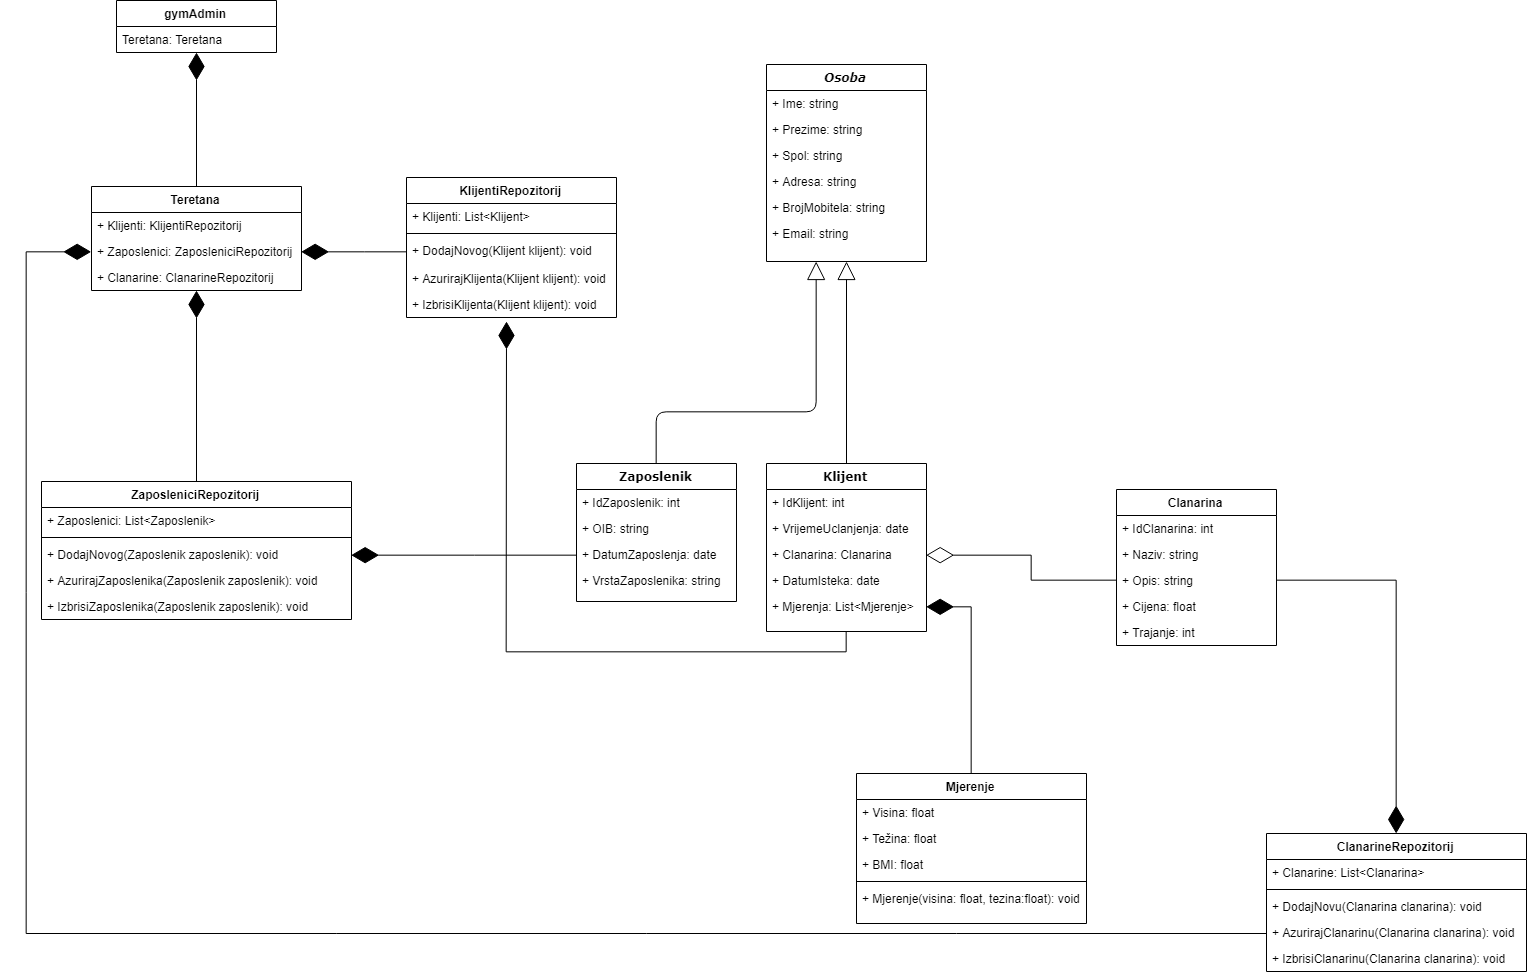 gymAdmin
Teretana: Teretana
Osoba
+ Ime: string
+ Prezime: string
+ Spol: string
+ Adresa: string
+ BrojMobitela: string
+ Email: string
Teretana
+ Klijenti: KlijentiRepozitorij
+ Zaposlenici: ZaposleniciRepozitorij
+ Clanarine: ClanarineRepozitorij
KlijentiRepozitorij
+ Klijenti: List<Klijent>
+ DodajNovog(Klijent klijent): void
+ AzurirajKlijenta(Klijent klijent): void
+ IzbrisiKlijenta(Klijent klijent): void
ZaposleniciRepozitorij
+ Zaposlenici: List<Zaposlenik>
+ DodajNovog(Zaposlenik zaposlenik): void
+ AzurirajZaposlenika(Zaposlenik zaposlenik): void
+ IzbrisiZaposlenika(Zaposlenik zaposlenik): void
Zaposlenik
+ IdZaposlenik: int
+ OIB: string
+ DatumZaposlenja: date
+ VrstaZaposlenika: string
Klijent
+ IdKlijent: int
+ VrijemeUclanjenja: date
+ Clanarina: Clanarina
+ DatumIsteka: date
+ Mjerenja: List<Mjerenje>
Clanarina
+ IdClanarina: int
+ Naziv: string
+ Opis: string
+ Cijena: float
+ Trajanje: int
Mjerenje
+ Visina: float
+ Težina: float
+ BMI: float
+ Mjerenje(visina: float, tezina:float): void
ClanarineRepozitorij
+ Clanarine: List<Clanarina>
+ DodajNovu(Clanarina clanarina): void
+ AzurirajClanarinu(Clanarina clanarina): void
+ IzbrisiClanarinu(Clanarina clanarina): void